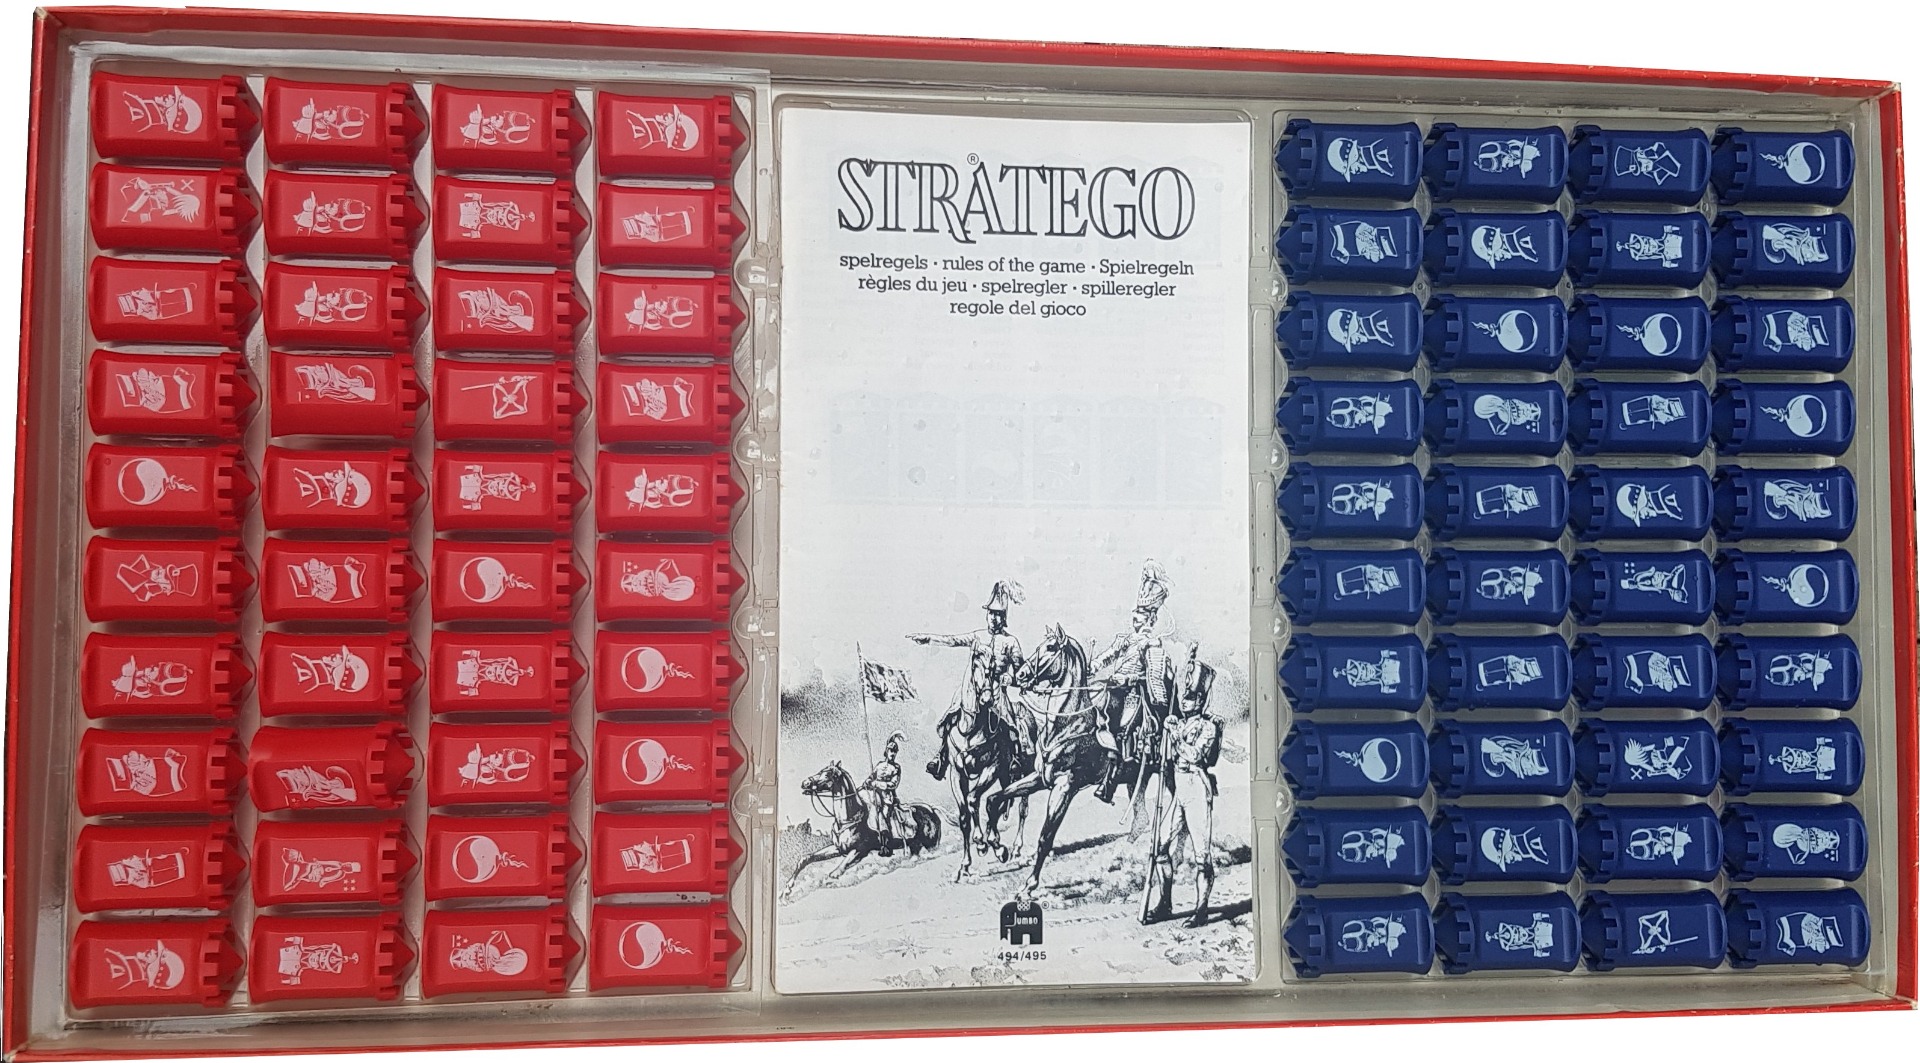 STRATEGO
®
spelregels · rules of the game · Spielregeln
règles du jeu · spelregler · spilleregler
regole del gioco
Jumbo
®
494/495